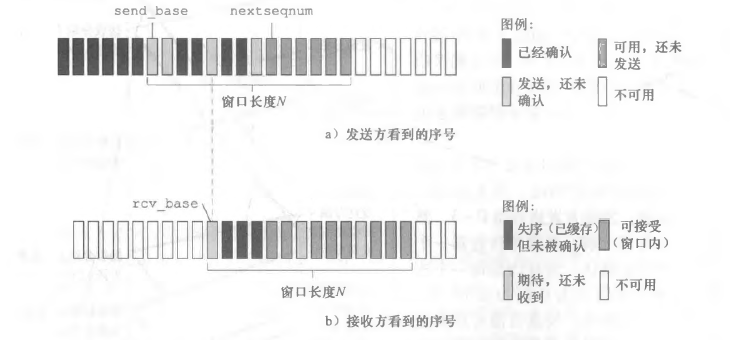 send_base nextseqnum
图例:
已经确认
可用，还未
发送
发送，还未
确认
不可用
窗口长度N
a）发送方看到的序号
rcv_base
图例:
失序（已缓存）
但未被确认
可接受
（窗口内）
期待，还未
收到
不可用
窗口长度N
b）接收方看到的序号